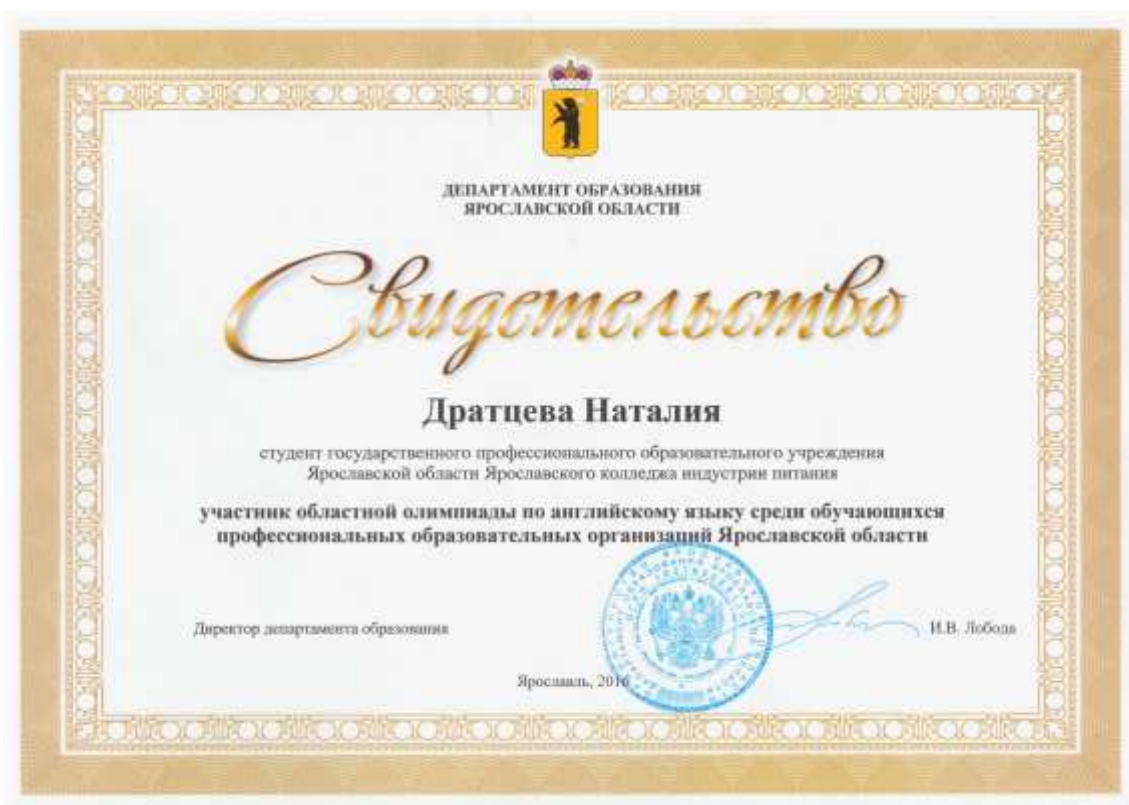 ДЕПАРТАМЕНТ ОБРАЗОВАНИЯ
ЯРОСЛАВСКОЙ ОБЛАСТИ
Свидетельство
Дратцева Наталия
студент государственного профессионального образовательного учреждения
Ярославской области Ярославского колледжа индустрии питания
участник областной олимпиады по английскому языку среди обучающихся
профессиональных образовательных организаций Ярославской области
Директор департамента образования
И.В. Лобода
Ярославль, 2016